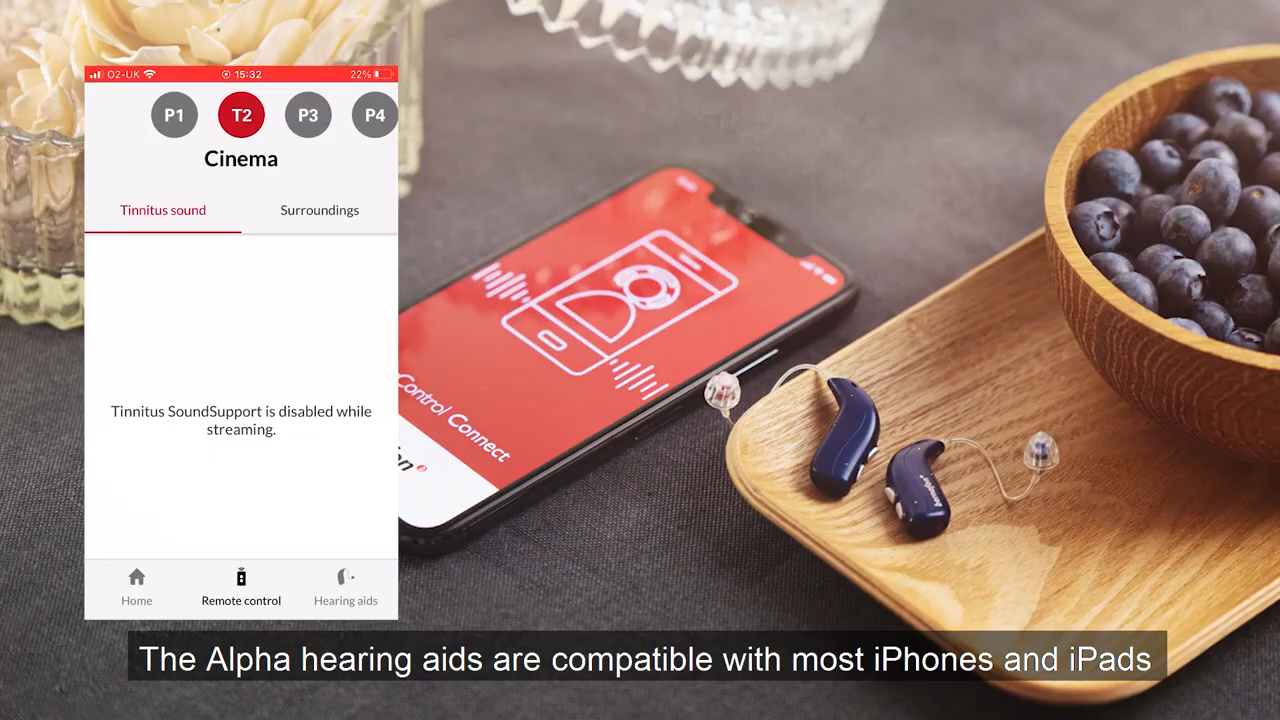 O2-UK 15:32 22%
P1 T2 P3 P4
Cinema
Tinnitus sound Surroundings
Tinnitus SoundSupport is disabled while
streaming.
Home Remote control Hearing aids
Control Connect
bernafon
The Alpha hearing aids are compatible with most iPhones and iPads